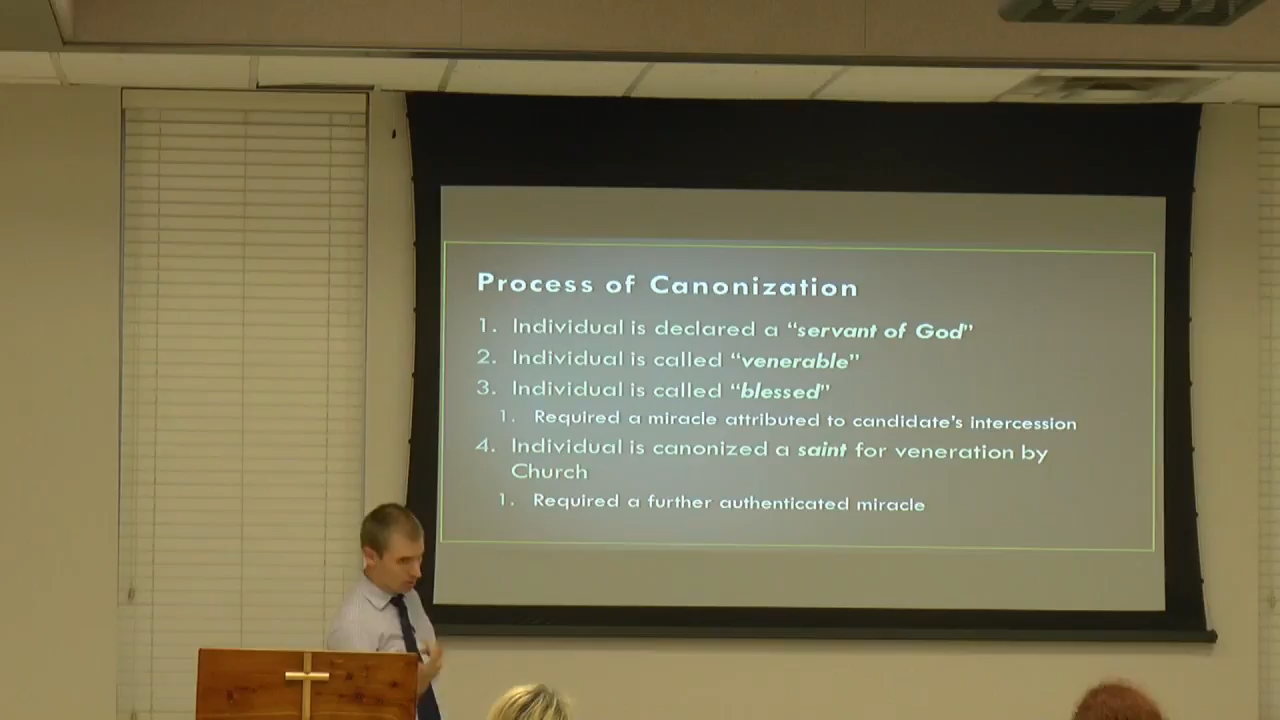 Process of Canonization
1. Individual is declared a “servant of God”
2. Individual is called “venerable”
3. Individual is called “blessed”
1. Required a miracle attributed to candidate’s intercession
4. Individual is canonized a saint for veneration by
Church
1. Required a further authenticated miracle